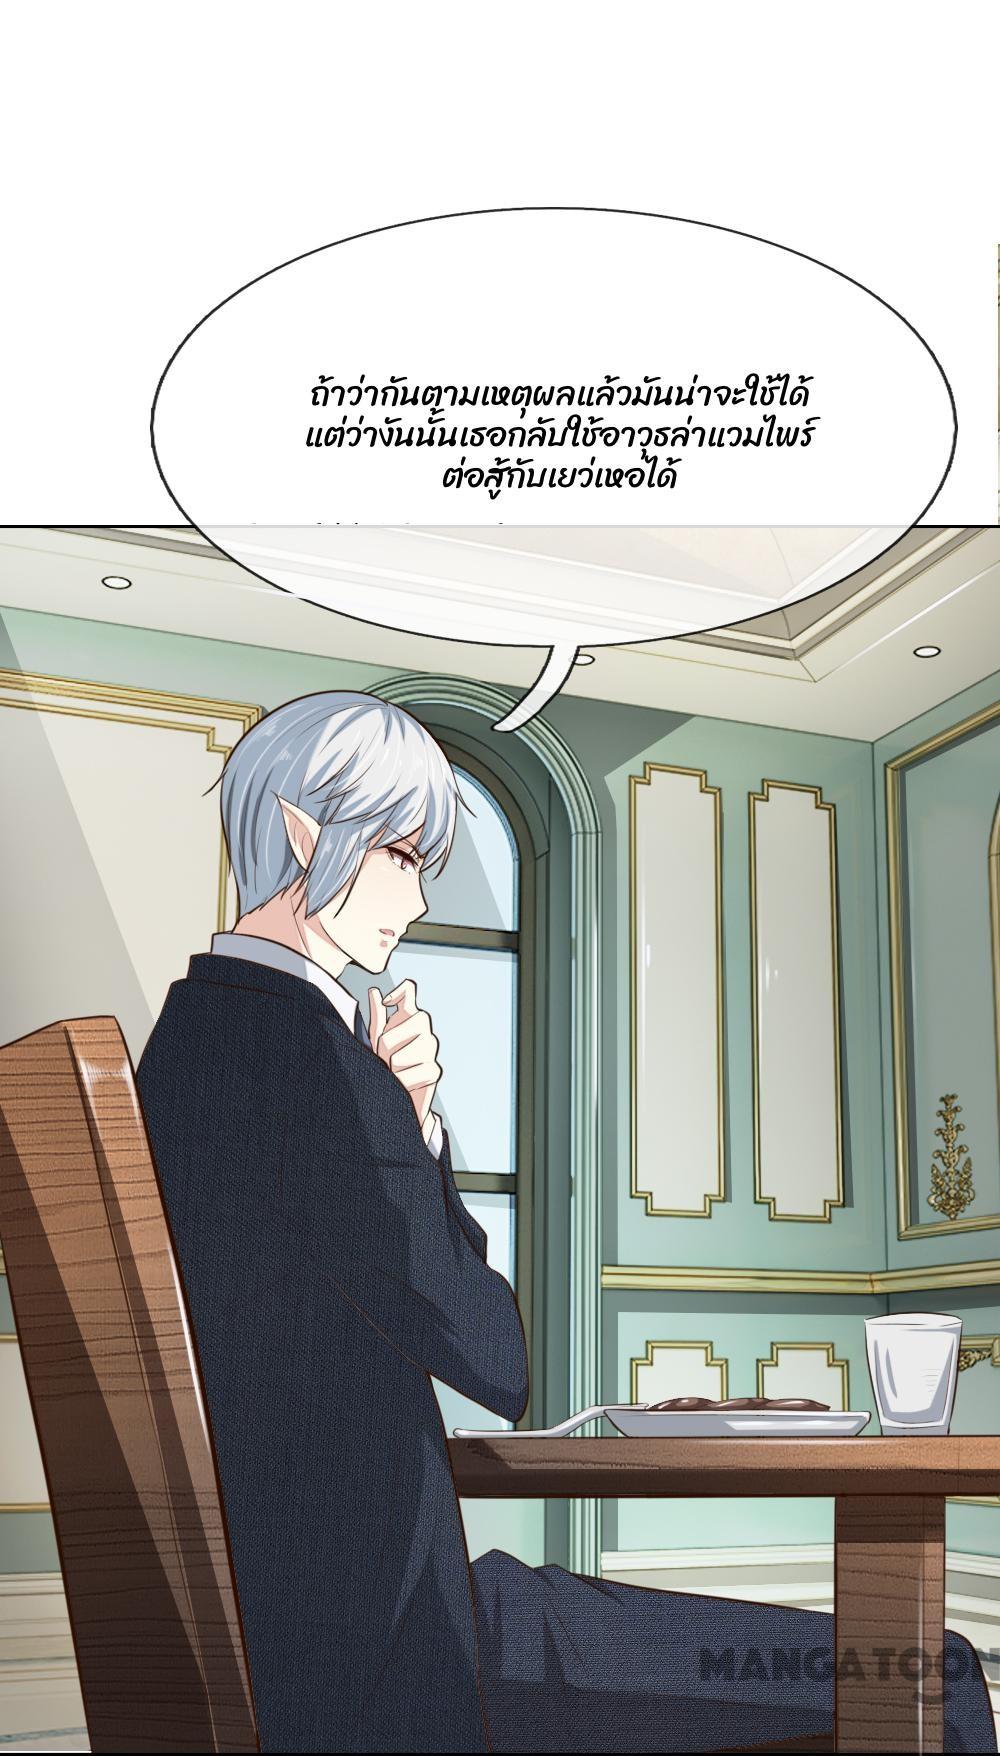 ถ้าว่ากันตามเหตุผลแล้วมันน่าจะใช้ได้
แต่ว่างันนั้นเธอกลับใช้อาวุธล่าแวมไพร์
ต่อสู้กับเยว่เหอได้
MANGATOON